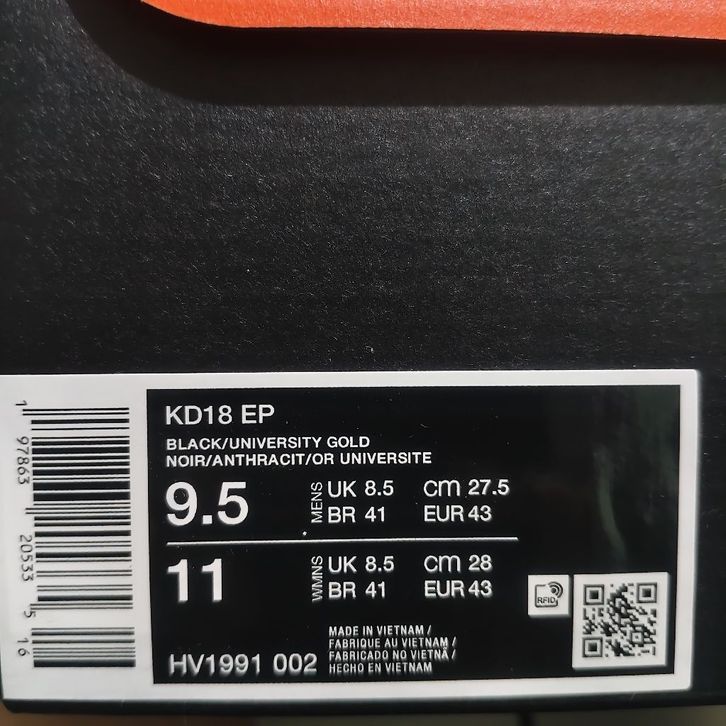 KD18 EP
BLACK/UNIVERSITY GOLD
NOIR/ANTHRACIT/OR UNIVERSITE
9.5 MENS UK 8.5 cm 27.5
BR 41 EUR 43
11 WMNS UK 8.5 cm 28
BR 41 EUR 43
RFID
HV1991 002
MADE IN VIETNAM /
FABRIQUE AU VIETNAM /
FABRICADO NO VIETNÃ /
HECHO EN VIETNAM
1 97863 20533 5 16